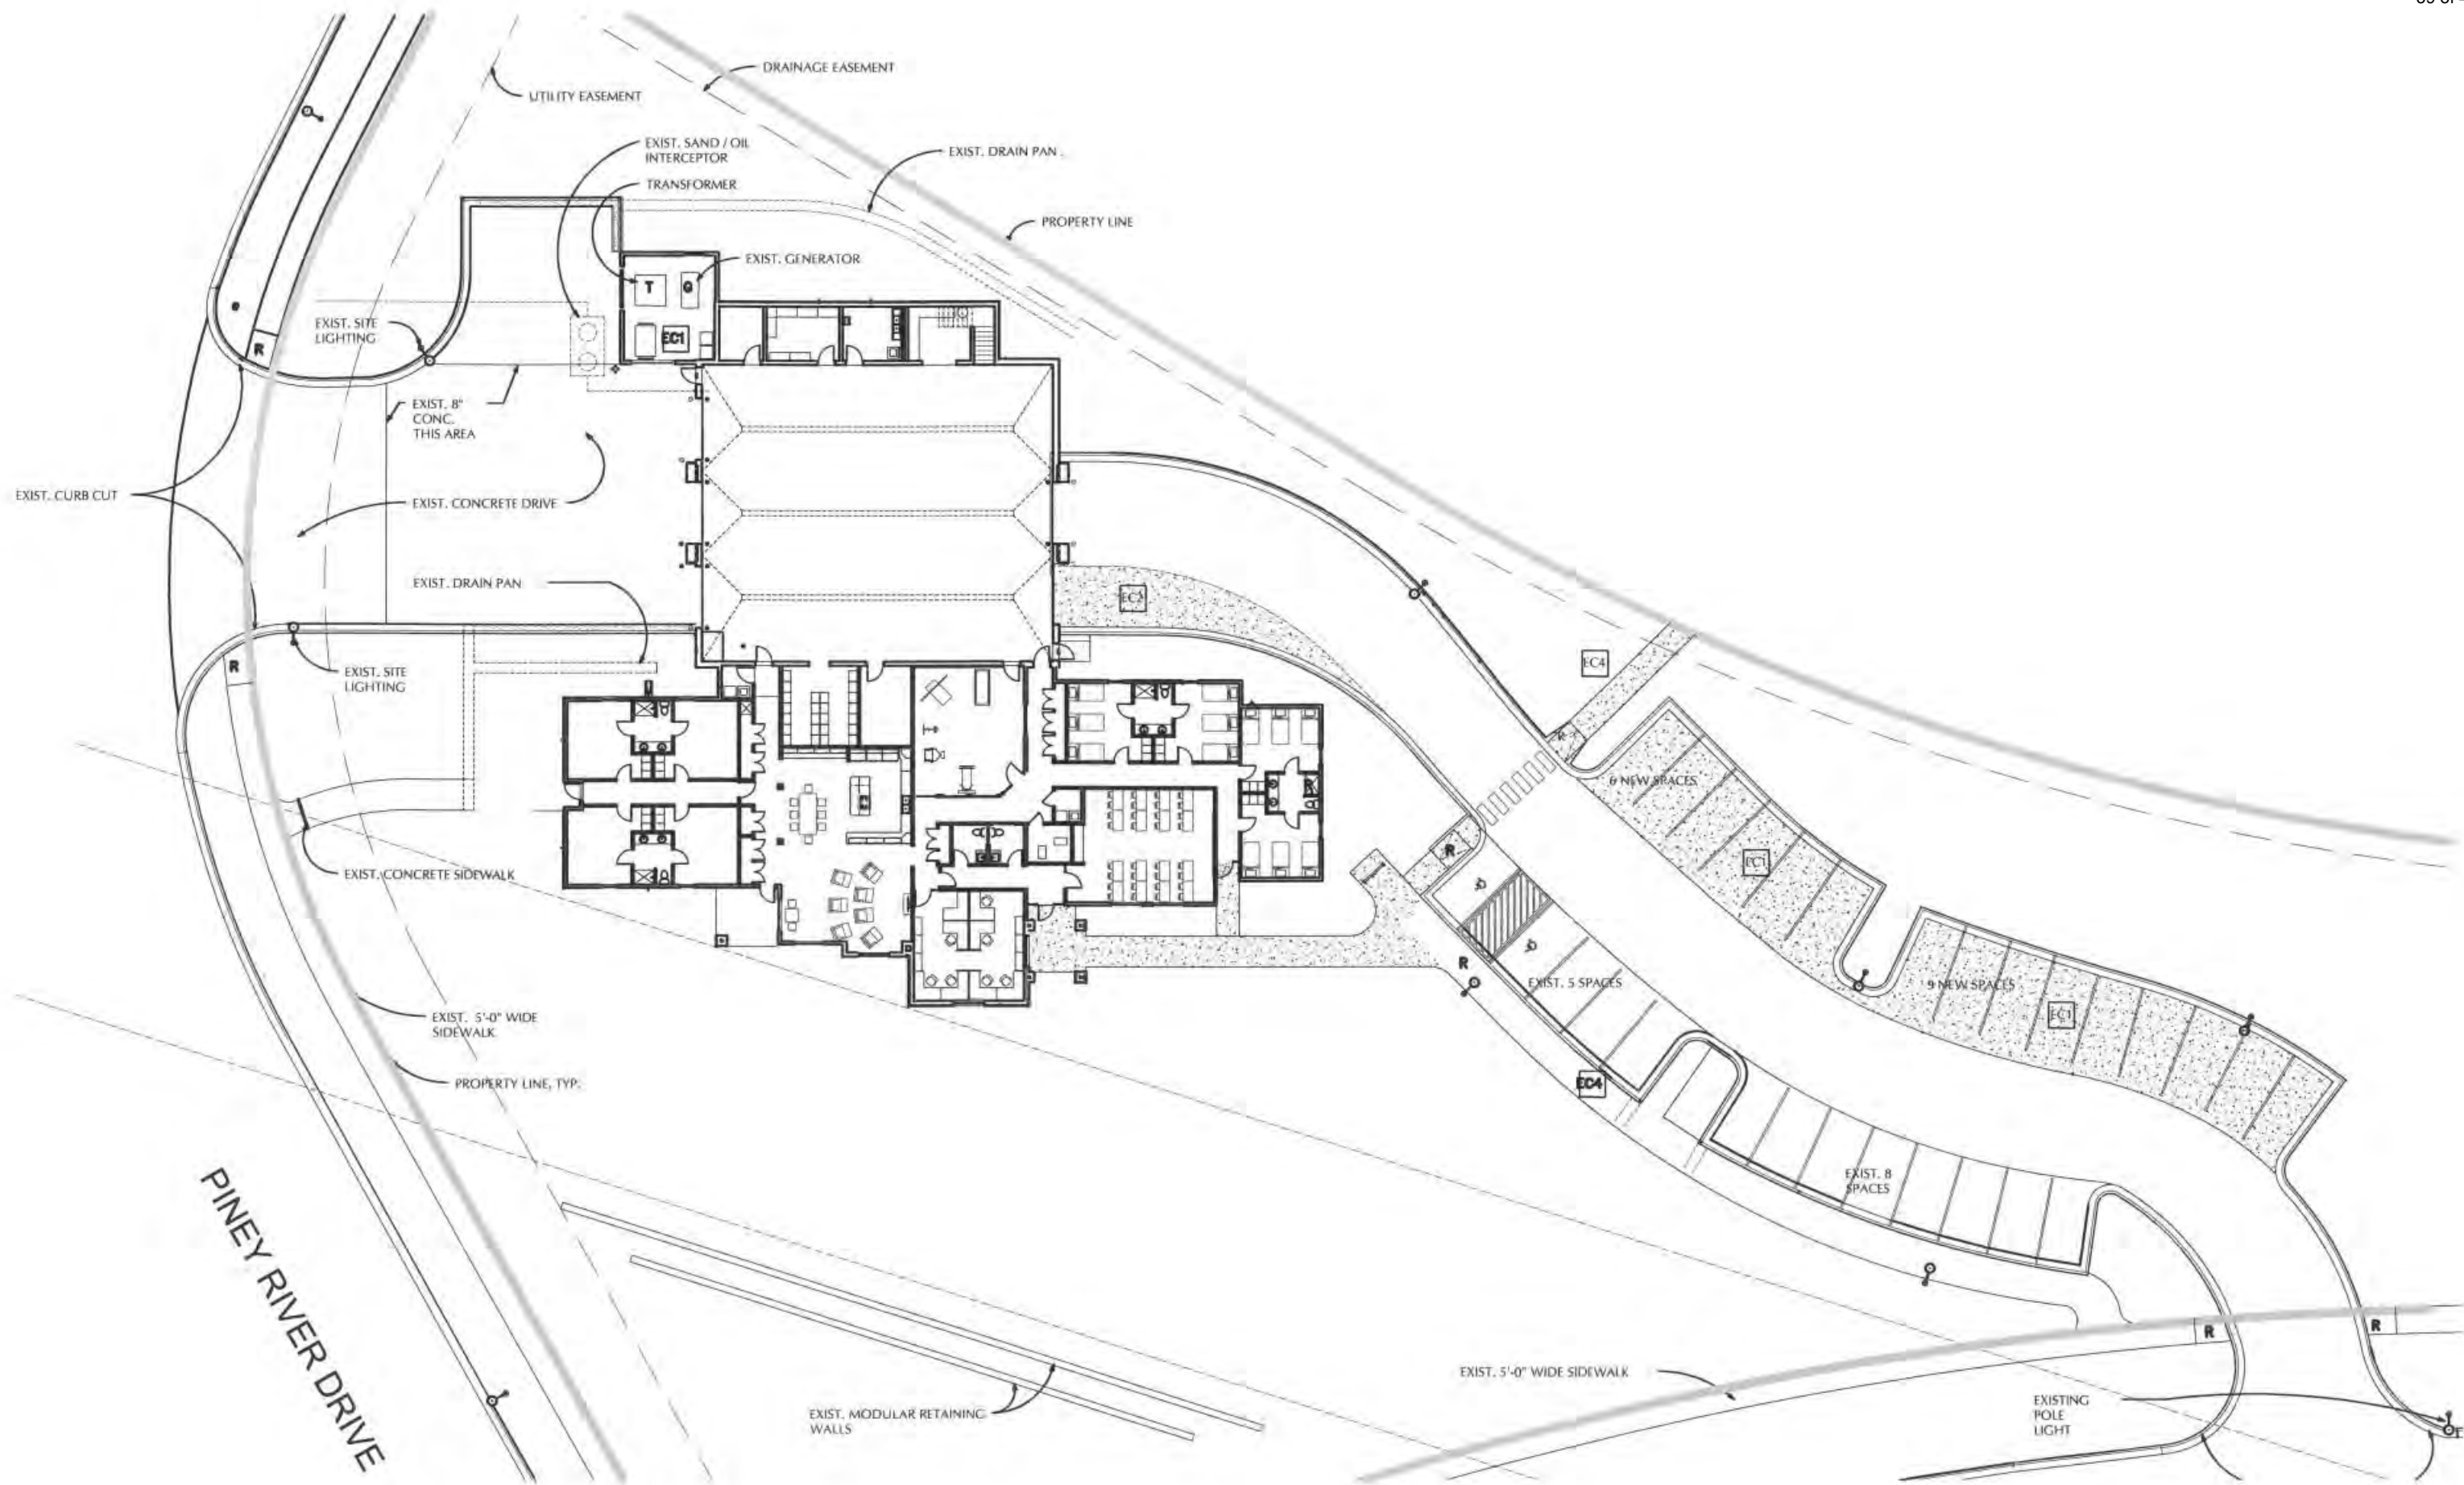 DRAINAGE EASEMENT
UTILITY EASEMENT
EXIST. SAND / OIL
INTERCEPTOR
EXIST. DRAIN PAN
TRANSFORMER
PROPERTY LINE
EXIST. GENERATOR
T
G
EXIST. SITE
LIGHTING
EC1
R
EXIST. 8"
CONC.
THIS AREA
EXIST. CURB CUT
EXIST. CONCRETE DRIVE
EXIST. DRAIN PAN
EC2
EXIST. SITE
LIGHTING
R
EC4
R
6 NEW SPACES
EC1
R
EXIST. CONCRETE SIDEWALK
R
EXIST. 5 SPACES
9 NEW SPACES
EC1
EXIST. 5'-0" WIDE
SIDEWALK
PROPERTY LINE, TYP.
EC4
EXIST. 8
SPACES
PINEY RIVER DRIVE
R
R
EXIST. 5'-0" WIDE SIDEWALK
EXIST. MODULAR RETAINING
WALLS
EXISTING
POLE
LIGHT